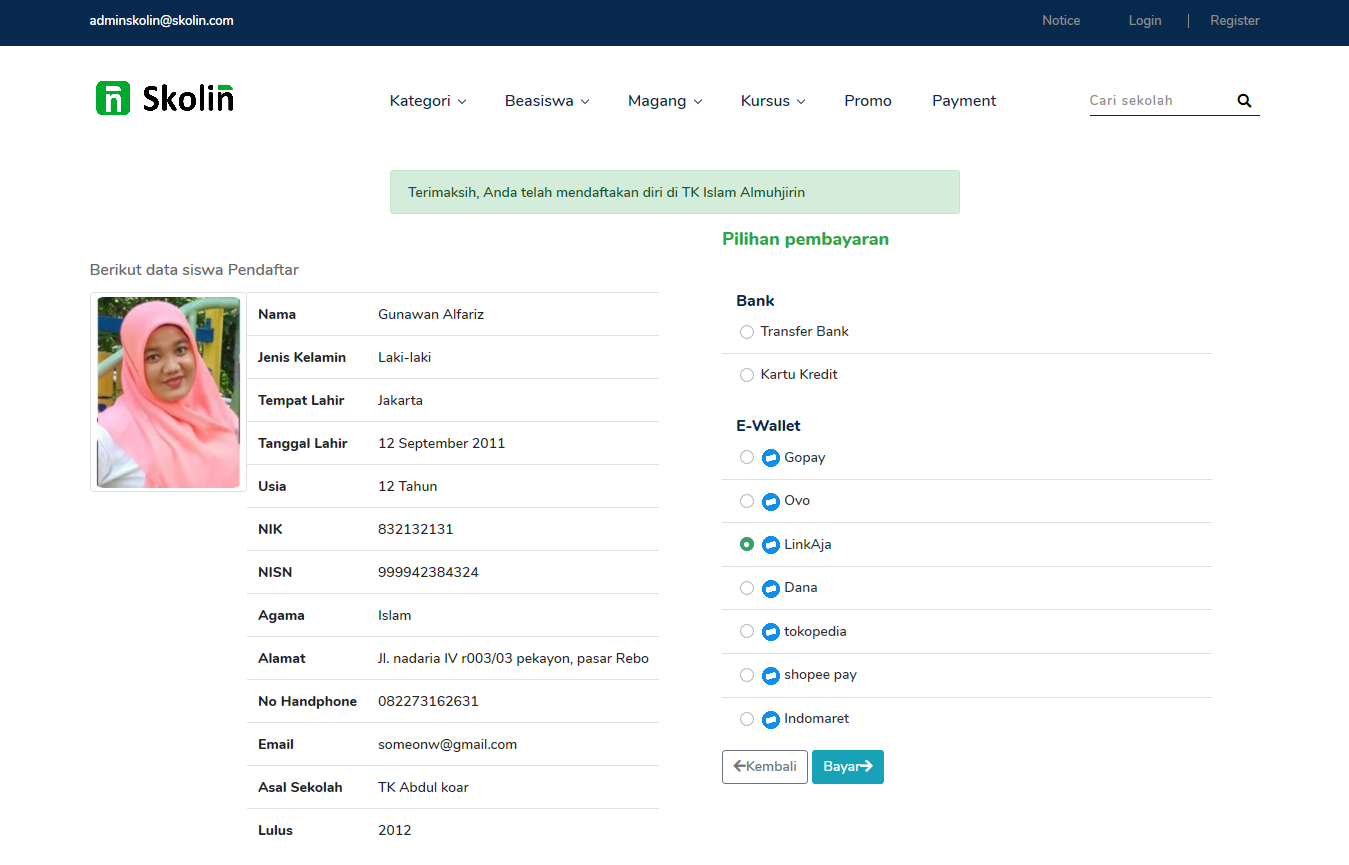 adminskolin@skolin.com
Notice Login | Register
Skolin
Kategori Beasiswa Magang Kursus Promo Payment
Cari sekolah
Terimaksih, Anda telah mendaftakan diri di TK Islam Almuhjirin
Berikut data siswa Pendaftar
Nama Gunawan Alfariz
Jenis Kelamin Laki-laki
Tempat Lahir Jakarta
Tanggal Lahir 12 September 2011
Usia 12 Tahun
NIK 832132131
NISN 999942384324
Agama Islam
Alamat Jl. nadaria IV r003/03 pekayon, pasar Rebo
No Handphone 082273162631
Email someonw@gmail.com
Asal Sekolah TK Abdul koar
Lulus 2012
Pilihan pembayaran
Bank
Transfer Bank
Kartu Kredit
E-Wallet
Gopay
Ovo
LinkAja
Dana
tokopedia
shopee pay
Indomaret
Kembali Bayar